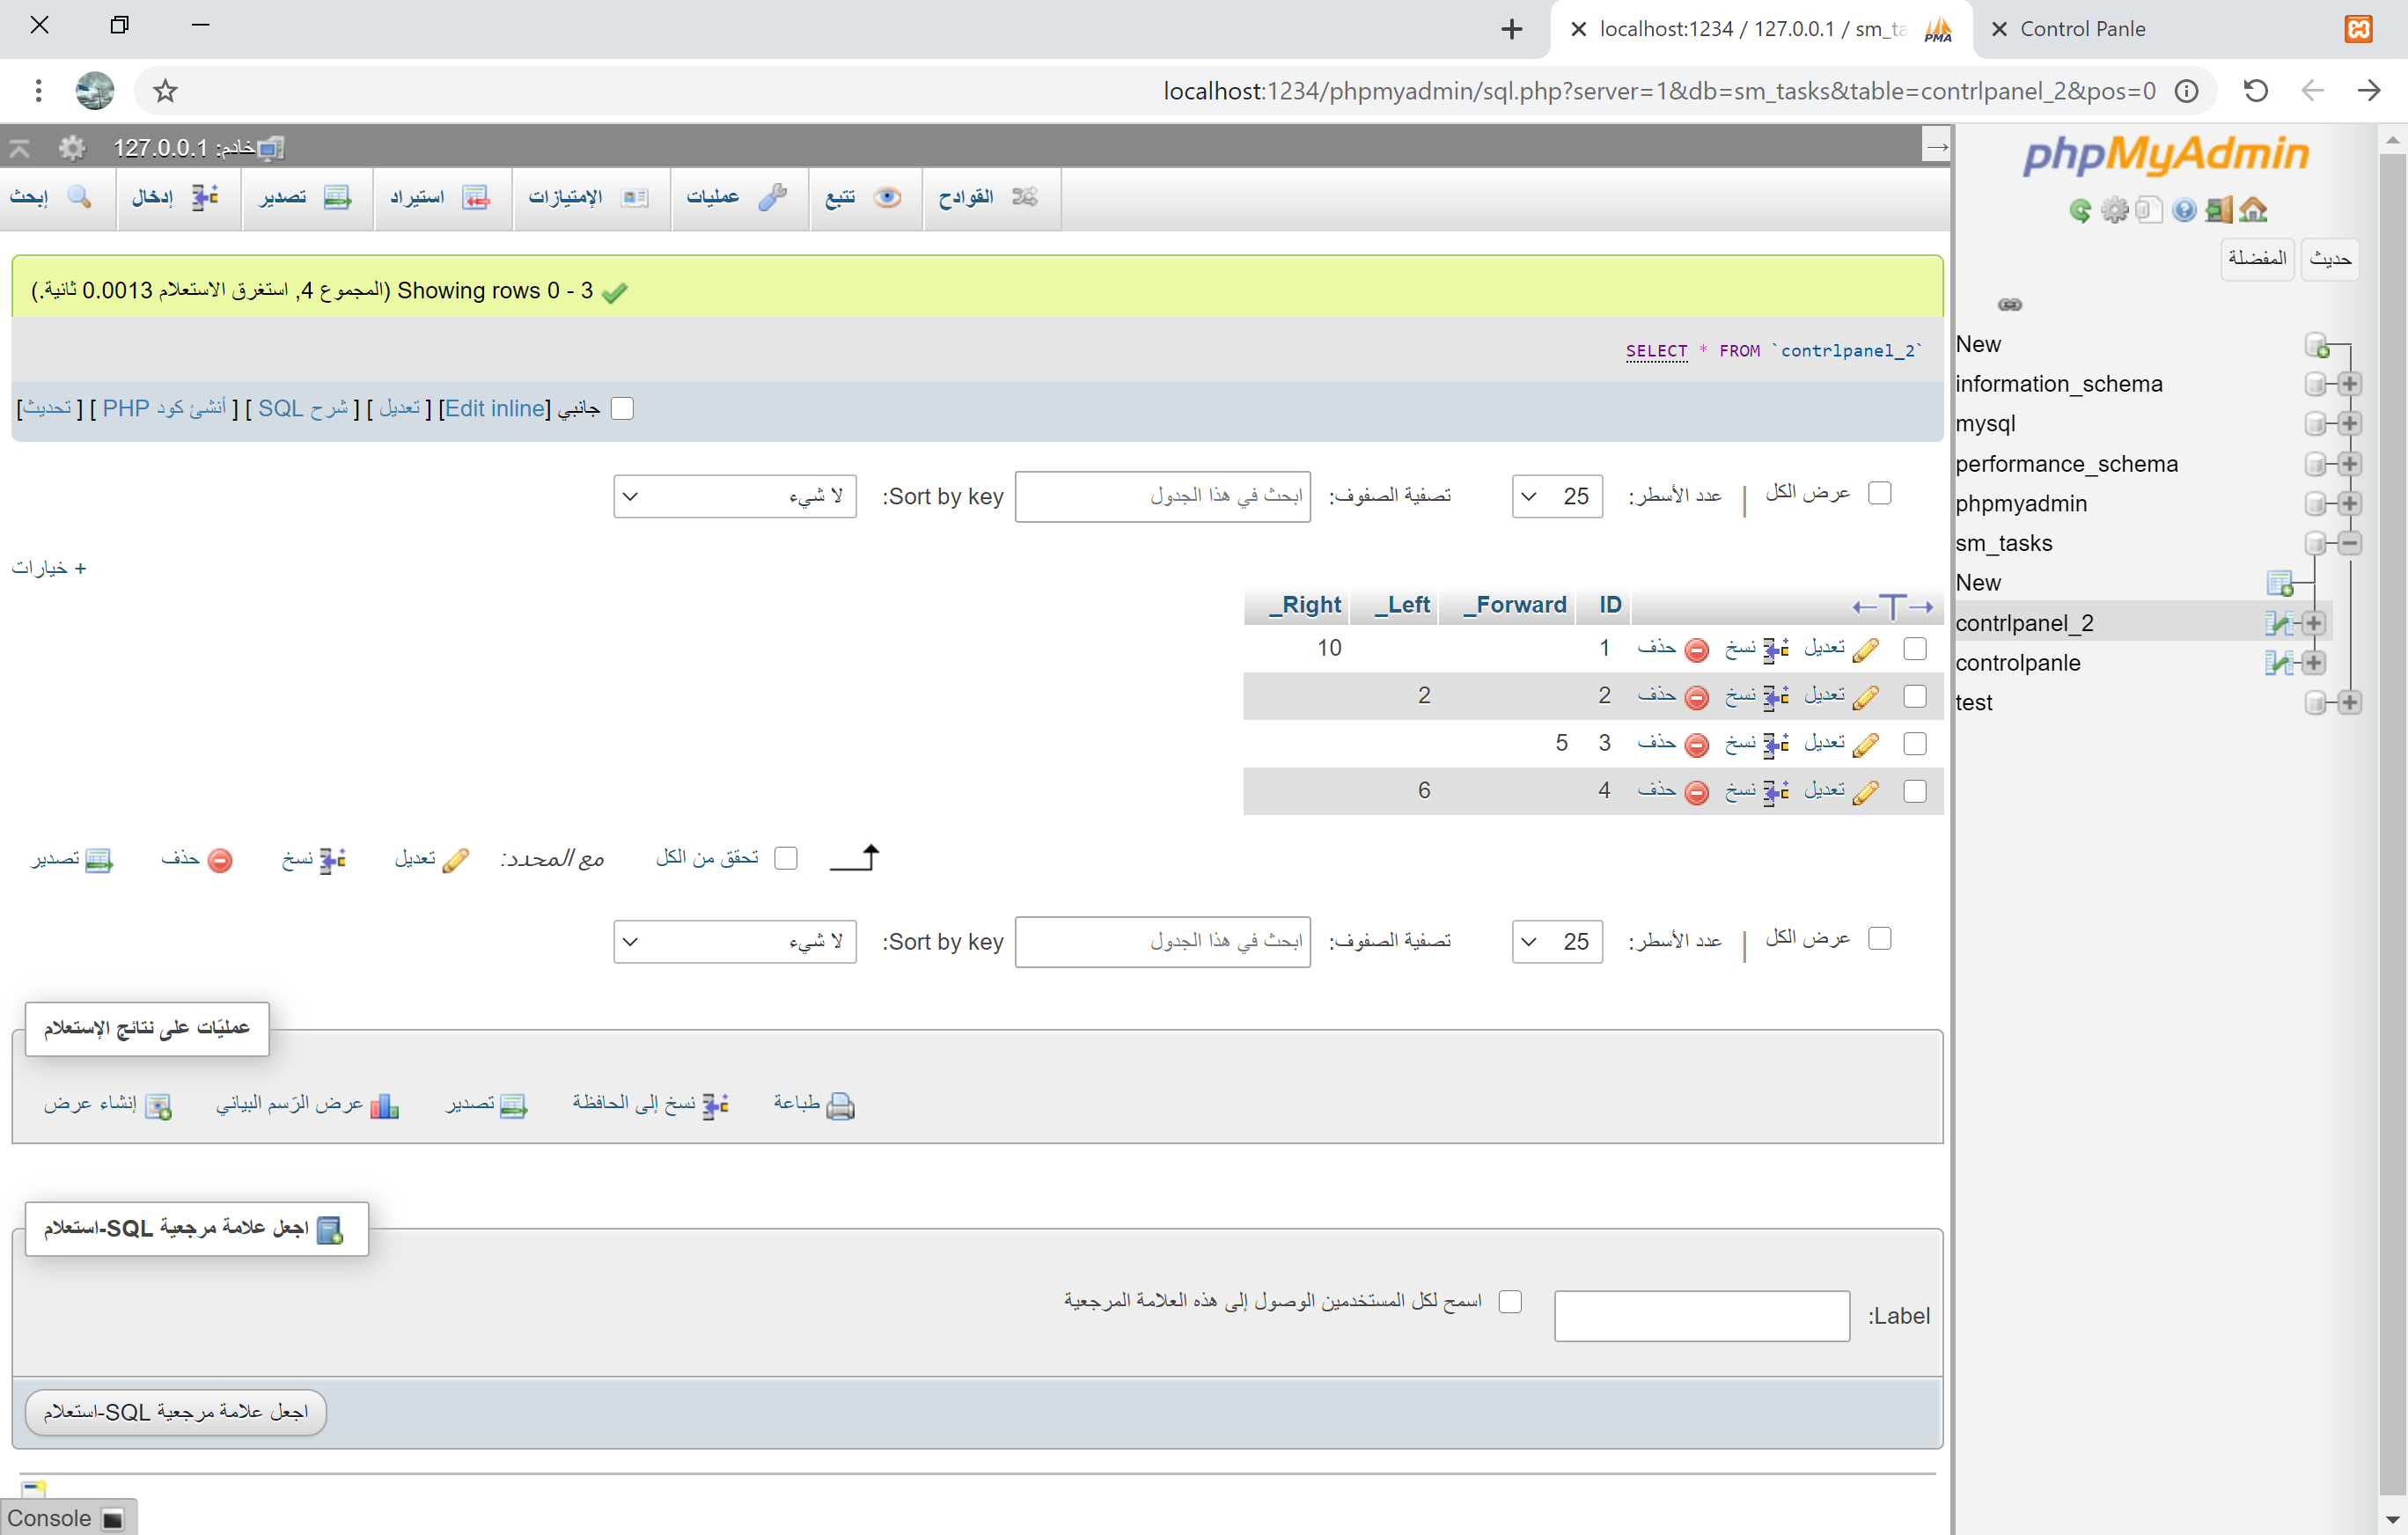 Control Panle
localhost:1234 / 127.0.0.1 / sm_ta
localhost:1234/phpmyadmin/sql.php?server=1&db=sm_tasks&table=contrlpanel_2&pos=0
phpMyAdmin
حديث المفضلة
New
information_schema
mysql
performance_schema
phpmyadmin
sm_tasks
New
contrlpanel_2
controlpanle
test
خادم: 127.0.0.1
القوادح تتبع عمليات الإمتيازات استيراد تصدير إدخال إبحث
Showing rows 0 - 3 (المجموع 4, استغرق الاستعلام 0.0013 ثانية.)
SELECT * FROM `contrlpanel_2`
جانبي [Edit inline] [ تعديل ] [ شرح SQL ] [ أنشئ كود PHP ] [ تحديث]
عرض الكل | عدد الأسطر: 25 تصفية الصفوف: ابحث في هذا الجدول Sort by key: لا شيء
+ خيارات
ID Forward_ Left_ Right_
تعديل نسخ حذف 1 10
تعديل نسخ حذف 2 2
تعديل نسخ حذف 3 5
تعديل نسخ حذف 4 6
تحقق من الكل مع المحدد: تعديل نسخ حذف تصدير
عرض الكل | عدد الأسطر: 25 تصفية الصفوف: ابحث في هذا الجدول Sort by key: لا شيء
عمليّات على نتائج الإستعلام
طباعة نسخ إلى الحافظة تصدير عرض الرّسم البياني إنشاء عرض
اجعل علامة مرجعية SQL-استعلام
Label: اسمح لكل المستخدمين الوصول إلى هذه العلامة المرجعية
اجعل علامة مرجعية SQL-استعلام
Console